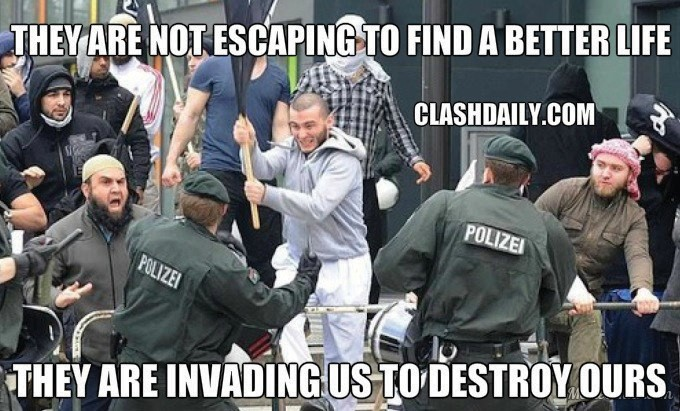 THEY ARE NOT ESCAPING TO FIND A BETTER LIFE
CLASHDAILY.COM
POLIZEI
POLIZEI
THEY ARE INVADING US TO DESTROY OURS